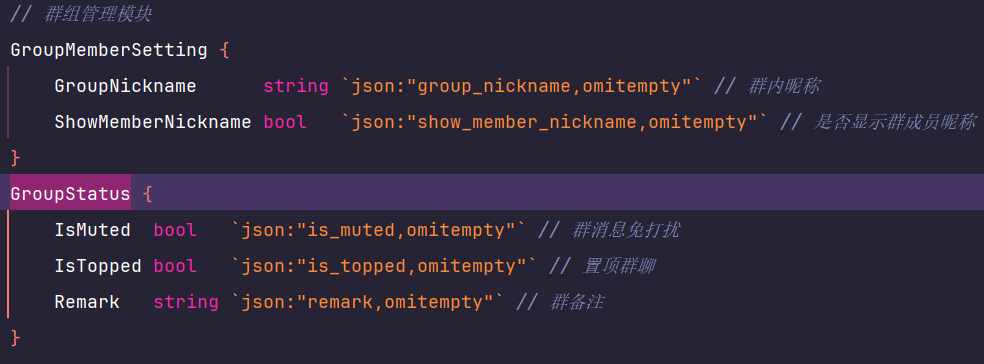 // 群组管理模块
GroupMemberSetting {
    GroupNickname      string `json:"group_nickname,omitempty"` // 群内昵称
    ShowMemberNickname bool   `json:"show_member_nickname,omitempty"` // 是否显示群成员昵称
}
GroupStatus {
    IsMuted  bool   `json:"is_muted,omitempty"` // 群消息免打扰
    IsTopped bool   `json:"is_topped,omitempty"` // 置顶群聊
    Remark   string `json:"remark,omitempty"` // 群备注
}